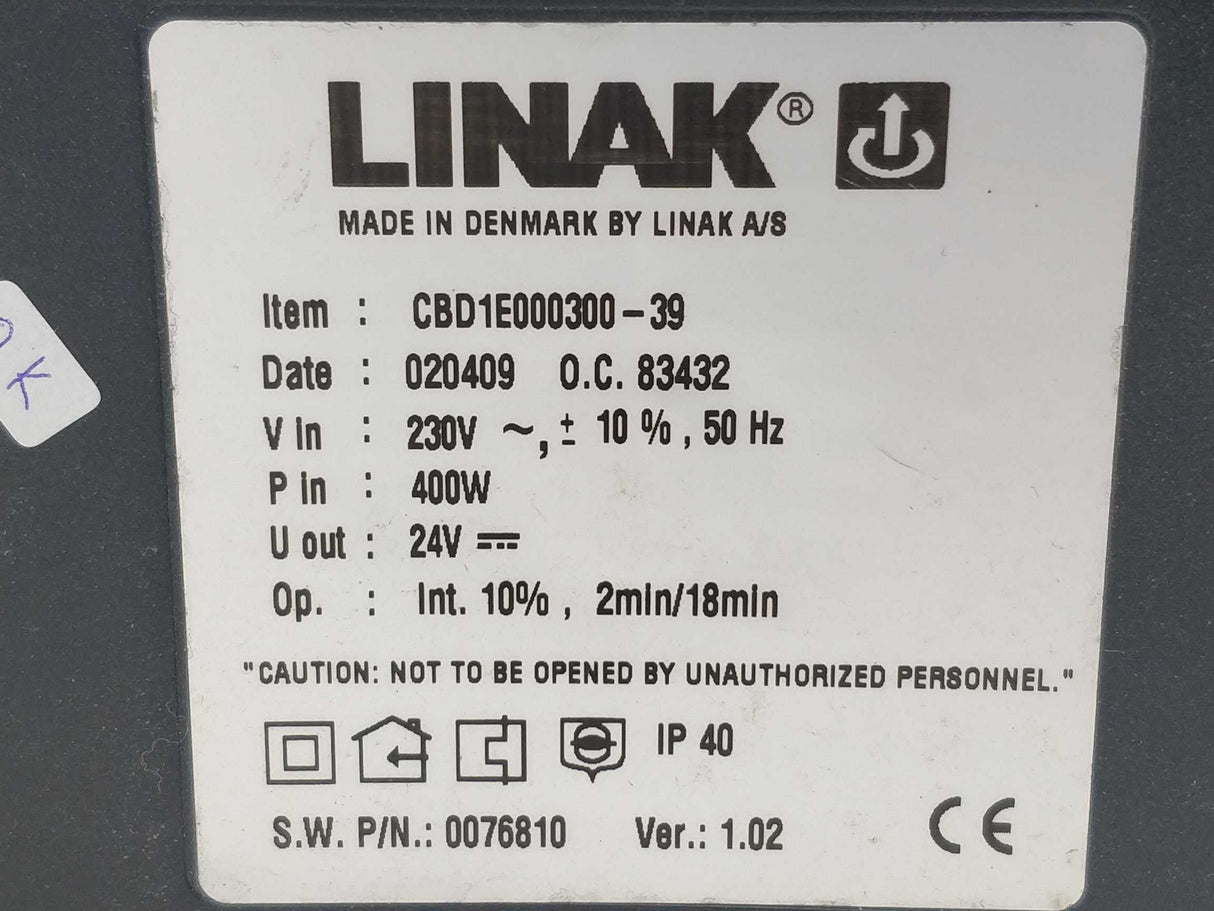 LINAK®
MADE IN DENMARK BY LINAK A/S
Item : CBD1E000300-39
Date : 020409 O.C. 83432
V in : 230V ~, ± 10 % , 50 Hz
P in : 400W
U out : 24V ⎓
Op. : Int. 10% , 2min/18min
"CAUTION: NOT TO BE OPENED BY UNAUTHORIZED PERSONNEL."
IP 40
S.W. P/N.: 0076810 Ver.: 1.02
CE
OK